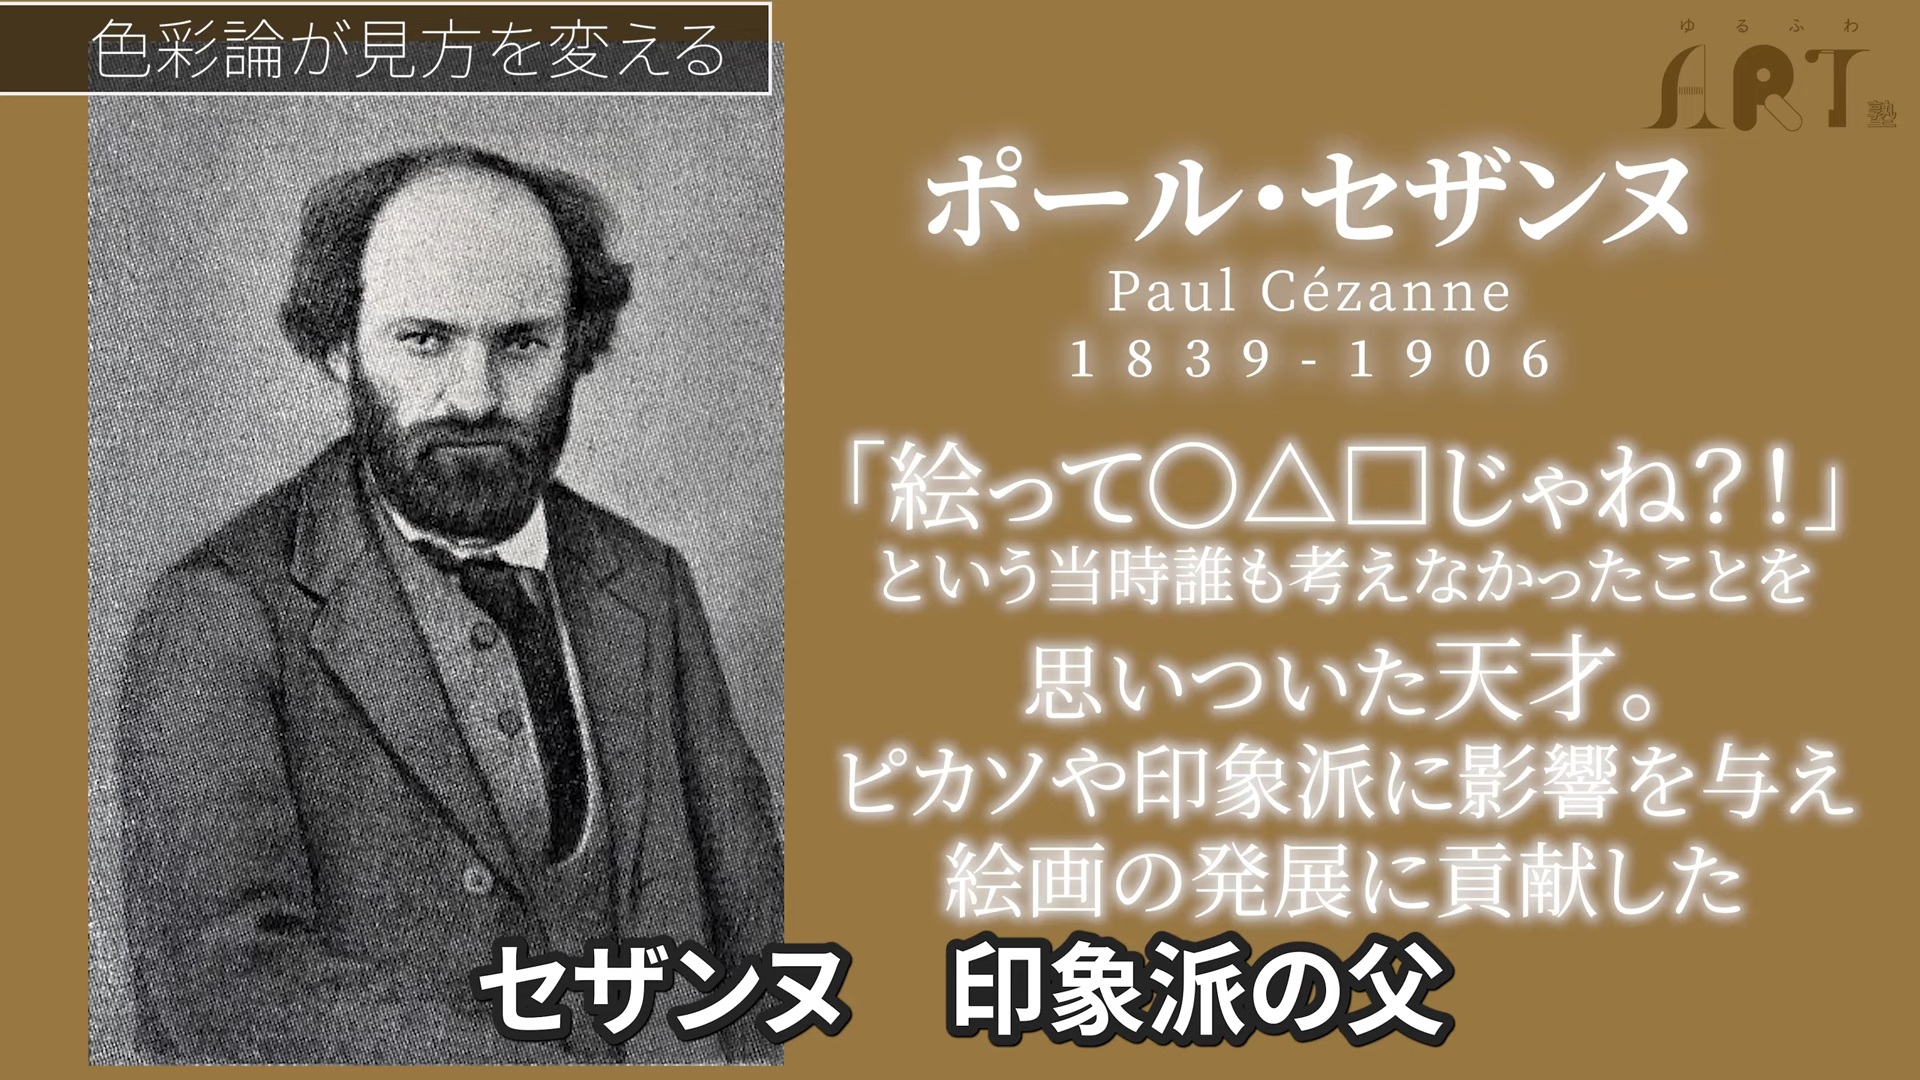 色彩論が見方を変える
ゆるふわ
ART塾
ポール・セザンヌ
Paul Cézanne
1839-1906
「絵って〇△□じゃね?!」
という当時誰も考えなかったことを
思いついた天才。
ピカソや印象派に影響を与え
絵画の発展に貢献した
セザンヌ　印象派の父